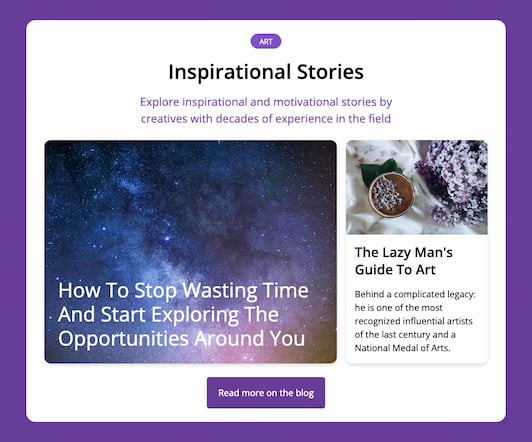 ART
Inspirational Stories
Explore inspirational and motivational stories by
creatives with decades of experience in the field
How To Stop Wasting Time
And Start Exploring The
Opportunities Around You
The Lazy Man's
Guide To Art
Behind a complicated legacy:
he is one of the most
recognized influential artists
of the last century and a
National Medal of Arts.
Read more on the blog